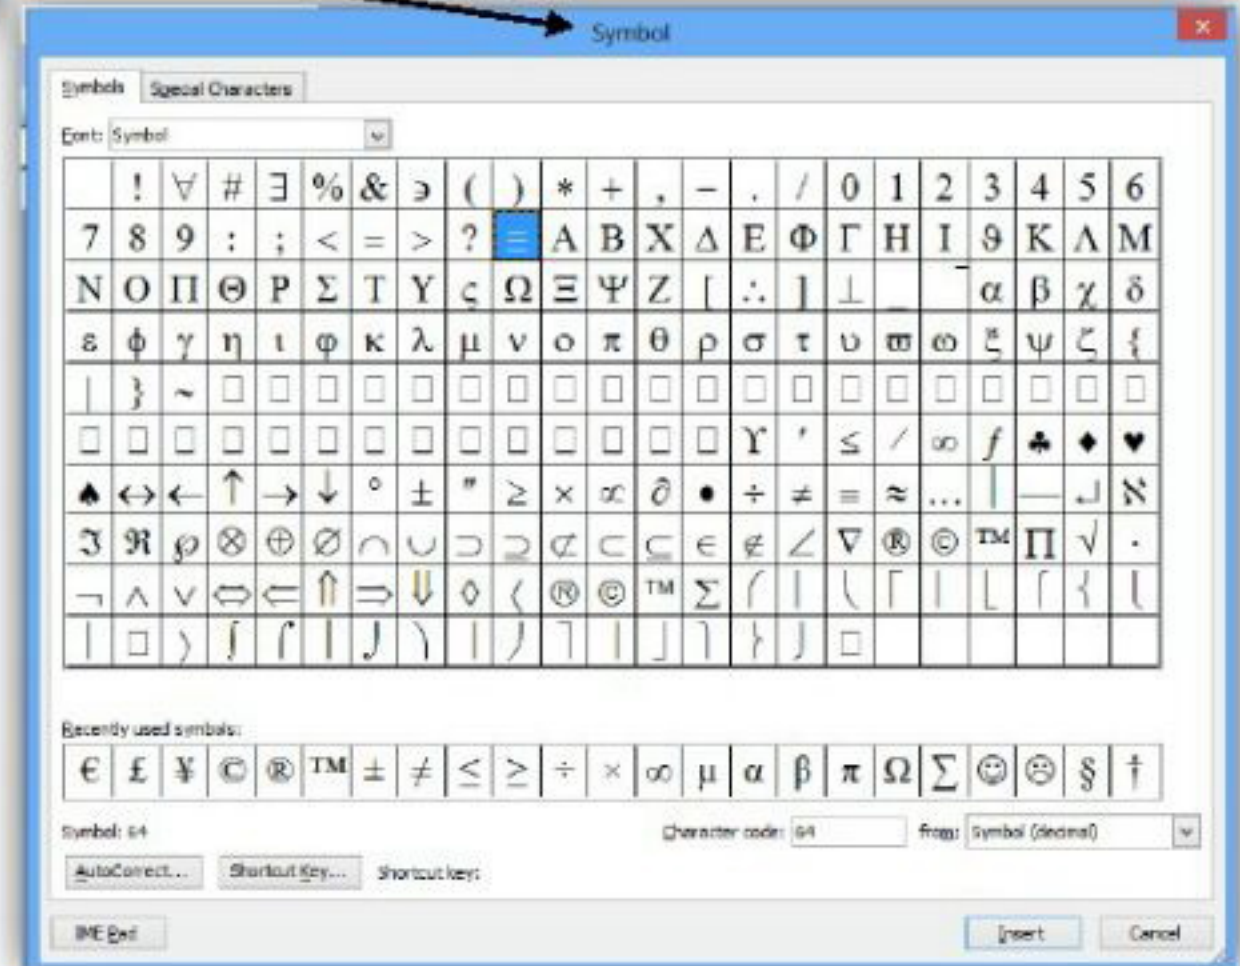 Symbol
Symbols Special Characters
Font: Symbol
! ∀ # ∃ % & ∍ ( ) * + , − . / 0 1 2 3 4 5 6
7 8 9 : ; < = > ? ≅ Α Β Χ Δ Ε Φ Γ Η Ι ϑ Κ Λ Μ
Ν Ο Π Θ Ρ Σ Τ Υ ς Ω Ξ Ψ Ζ [ ∴ ] ⊥ _ ‾ α β χ δ
ε ϕ γ η ι φ κ λ μ ν ο π θ ρ σ τ υ ϖ ω ξ ψ ζ {
| } ~ □ □ □ □ □ □ □ □ □ □ □ □ □ □ □ □ □ □ □ □
□ □ □ □ □ □ □ □ □ □ □ □ □ □ ϒ ′ ≤ ⁄ ∞ ƒ ♣ ♦ ♥
♠ ↔ ← ↑ → ↓ ° ± ″ ≥ × ∝ ∂ • ÷ ≠ ≡ ≈ … | — ↵ ℵ
ℑ ℜ ℘ ⊗ ⊕ ∅ ∩ ∪ ⊃ ⊇ ⊄ ⊂ ⊆ ∈ ∉ ∠ ∇ ® © ™ ∏ √ ⋅
¬ ∧ ∨ ⇔ ⇐ ⇑ ⇒ ⇓ ◊ 〈 ® © ™ ∑ ⎛ ⎜ ⎝ ⎡ ⎢ ⎣ ⎧ ⎨ ⎩
⎪ □ 〉 ∫ ⌠ ⎮ ⌡ ⎞ ⎟ ⎠ ⎤ ⎥ ⎦ ⎫ ⎬ ⎭ □
Recently used symbols:
€ £ ¥ © ® ™ ± ≠ ≤ ≥ ÷ × ∞ µ α β π Ω ∑ ☺ ☹ § †
Symbol: 64 Character code: 64 from: Symbol (decimal)
AutoCorrect... Shortcut Key... Shortcut key:
IME Pad Insert Cancel